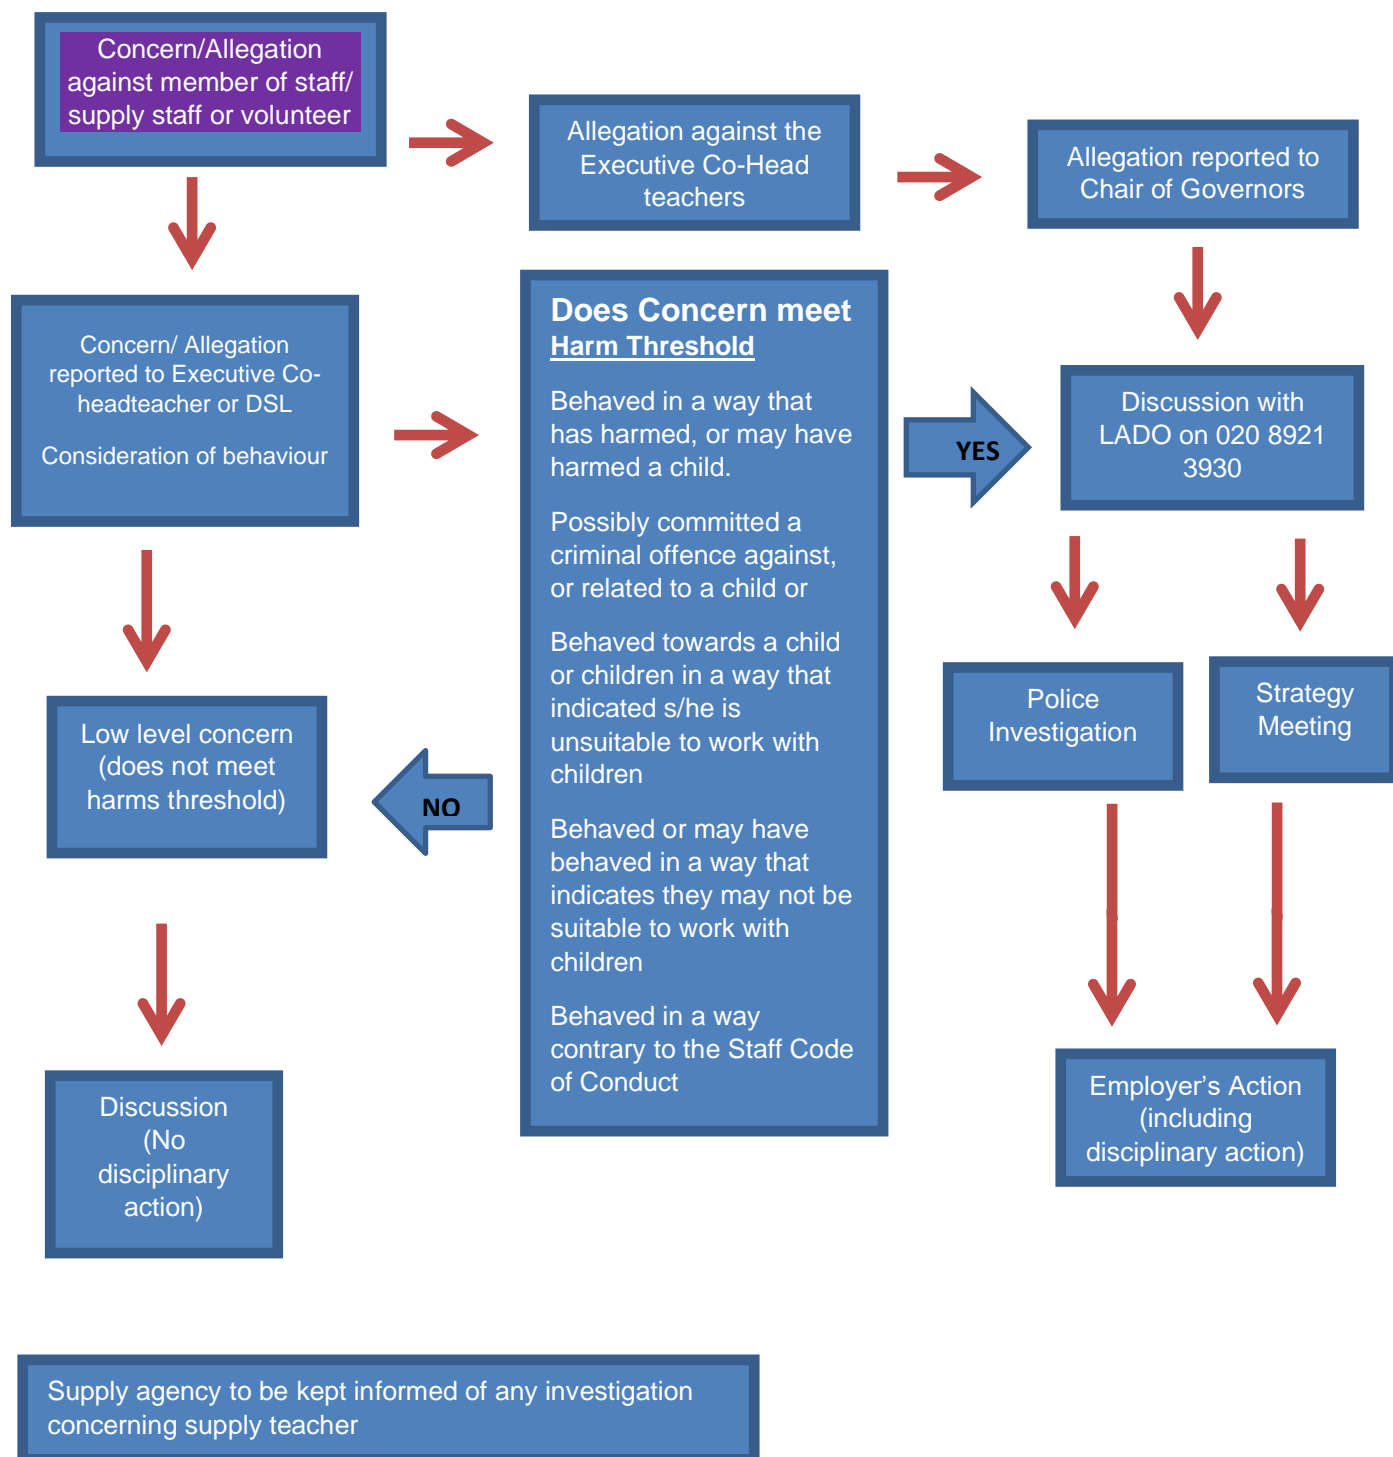 Concern/Allegation
against member of staff/
supply staff or volunteer
Allegation against the
Executive Co-Head
teachers
Allegation reported to
Chair of Governors
Concern/ Allegation
reported to Executive Co-
headteacher or DSL
Consideration of behaviour
Does Concern meet
Harm Threshold
Behaved in a way that
has harmed, or may have
harmed a child.
Possibly committed a
criminal offence against,
or related to a child or
Behaved towards a child
or children in a way that
indicated s/he is
unsuitable to work with
children
Behaved or may have
behaved in a way that
indicates they may not be
suitable to work with
children
Behaved in a way
contrary to the Staff Code
of Conduct
YES
Discussion with
LADO on 020 8921
3930
Police
Investigation
Strategy
Meeting
Low level concern
(does not meet
harms threshold)
NO
Employer’s Action
(including
disciplinary action)
Discussion
(No
disciplinary
action)
Supply agency to be kept informed of any investigation
concerning supply teacher